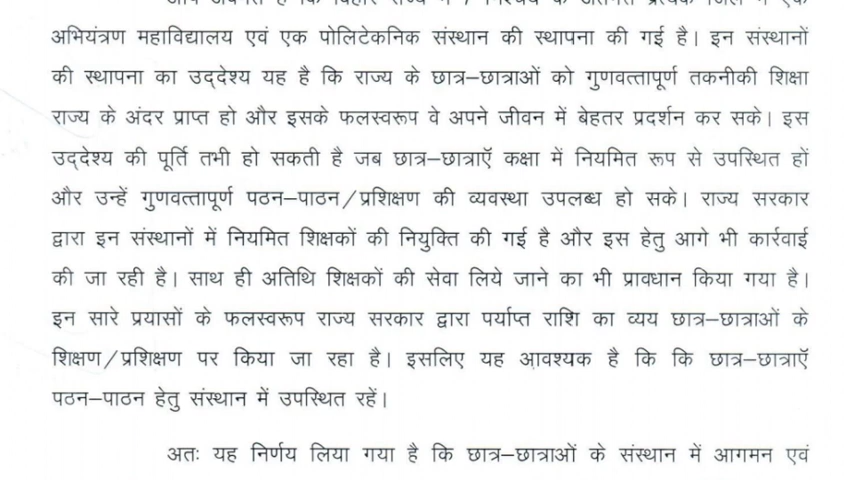 अभियंत्रण महाविद्यालय एवं एक पोलिटेकनिक संस्थान की स्थापना की गई है। इन संस्थानों
की स्थापना का उद्देश्य यह है कि राज्य के छात्र–छात्राओं को गुणवत्तापूर्ण तकनीकी शिक्षा
राज्य के अंदर प्राप्त हो और इसके फलस्वरूप वे अपने जीवन में बेहतर प्रदर्शन कर सके। इस
उद्देश्य की पूर्ति तभी हो सकती है जब छात्र–छात्राएँ कक्षा में नियमित रूप से उपस्थित हों
और उन्हें गुणवत्तापूर्ण पठन–पाठन/प्रशिक्षण की व्यवस्था उपलब्ध हो सके। राज्य सरकार
द्वारा इन संस्थानों में नियमित शिक्षकों की नियुक्ति की गई है और इस हेतु आगे भी कार्रवाई
की जा रही है। साथ ही अतिथि शिक्षकों की सेवा लिये जाने का भी प्रावधान किया गया है।
इन सारे प्रयासों के फलस्वरूप राज्य सरकार द्वारा पर्याप्त राशि का व्यय छात्र–छात्राओं के
शिक्षण/प्रशिक्षण पर किया जा रहा है। इसलिए यह आवश्यक है कि कि छात्र–छात्राएँ
पठन–पाठन हेतु संस्थान में उपस्थित रहें।
अतः यह निर्णय लिया गया है कि छात्र–छात्राओं के संस्थान में आगमन एवं